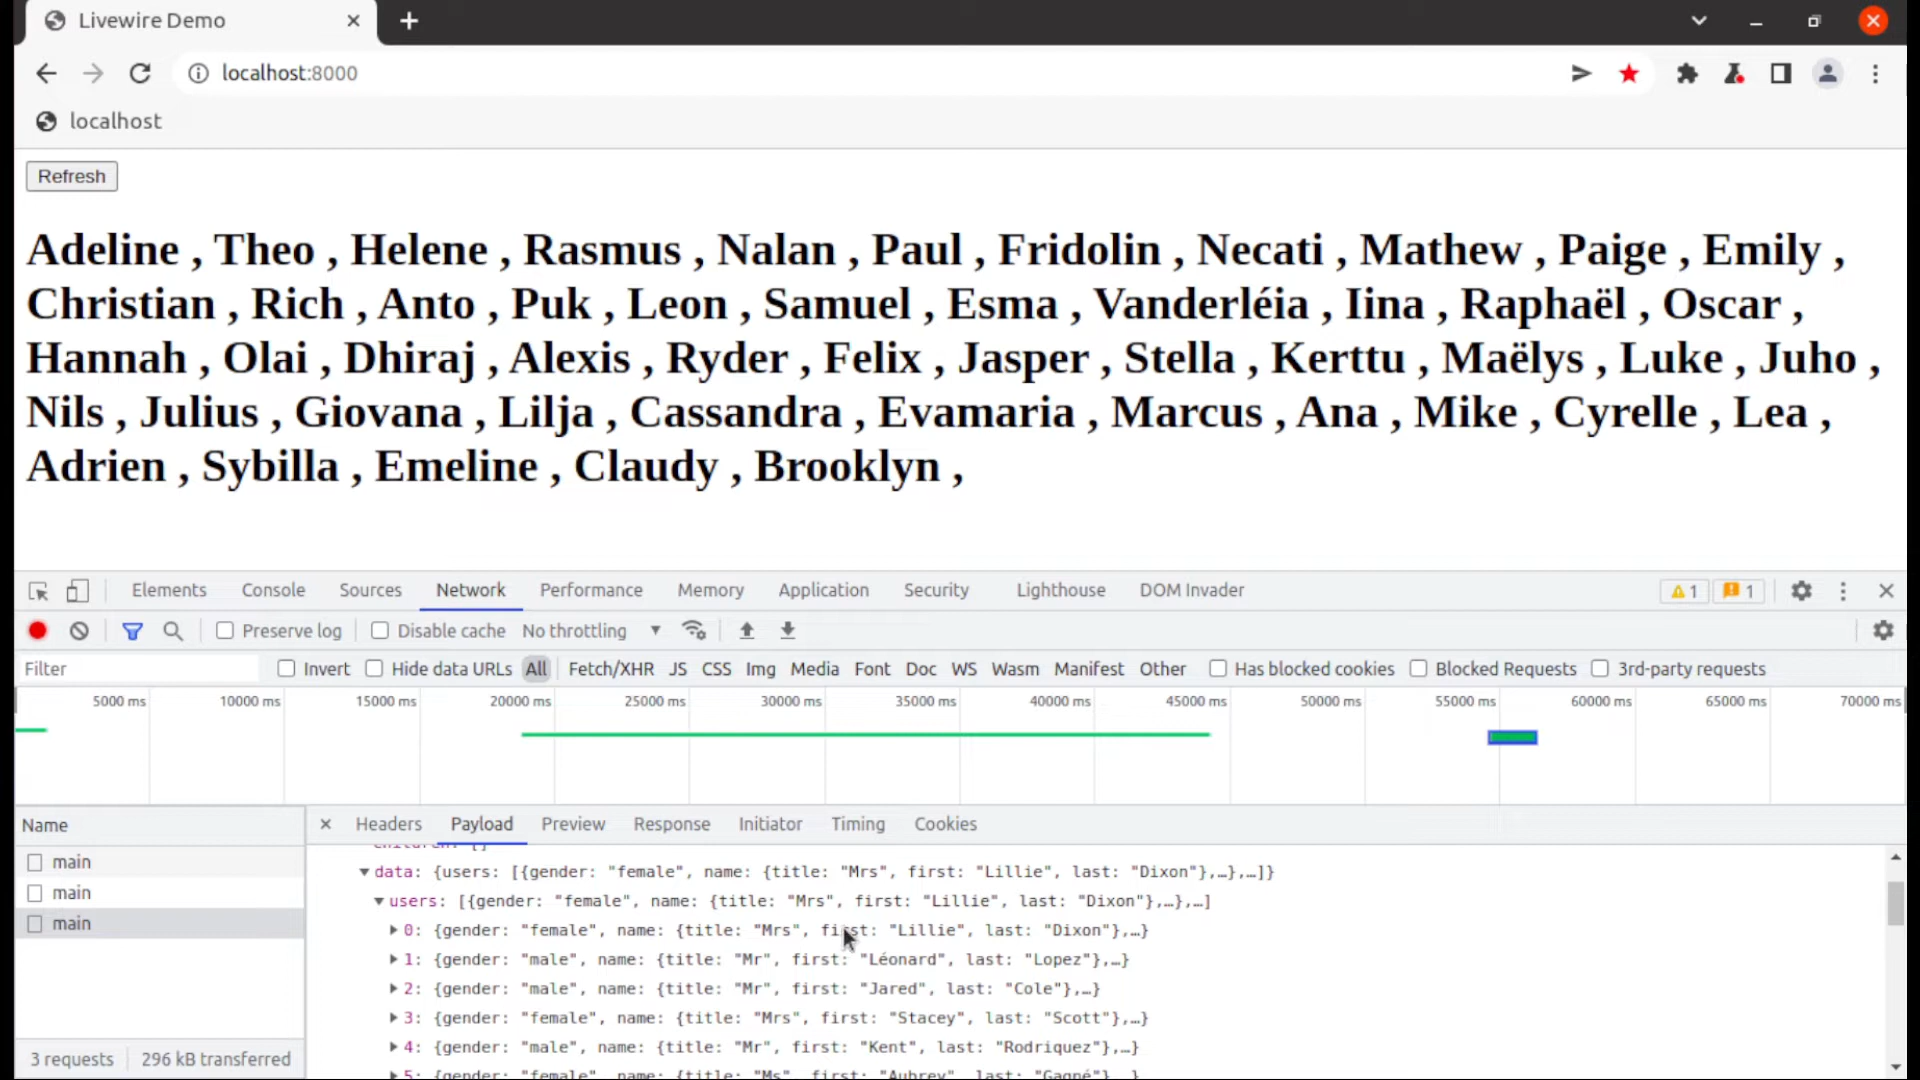 Livewire Demo
localhost:8000
localhost
Refresh
Adeline , Theo , Helene , Rasmus , Nalan , Paul , Fridolin , Necati , Mathew , Paige , Emily ,
Christian , Rich , Anto , Puk , Leon , Samuel , Esma , Vanderléia , Iina , Raphaël , Oscar ,
Hannah , Olai , Dhiraj , Alexis , Ryder , Felix , Jasper , Stella , Kerttu , Maëlys , Luke , Juho ,
Nils , Julius , Giovana , Lilja , Cassandra , Evamaria , Marcus , Ana , Mike , Cyrelle , Lea ,
Adrien , Sybilla , Emeline , Claudy , Brooklyn ,
Elements Console Sources Network Performance Memory Application Security Lighthouse DOM Invader 1 1
Preserve log Disable cache No throttling
Filter Invert Hide data URLs All Fetch/XHR JS CSS Img Media Font Doc WS Wasm Manifest Other Has blocked cookies Blocked Requests 3rd-party requests
5000 ms 10000 ms 15000 ms 20000 ms 25000 ms 30000 ms 35000 ms 40000 ms 45000 ms 50000 ms 55000 ms 60000 ms 65000 ms 70000 ms
Name Headers Payload Preview Response Initiator Timing Cookies
children: []
main
data: {users: [{gender: "female", name: {title: "Mrs", first: "Lillie", last: "Dixon"},…},…]}
main
users: [{gender: "female", name: {title: "Mrs", first: "Lillie", last: "Dixon"},…},…]
main
0: {gender: "female", name: {title: "Mrs", first: "Lillie", last: "Dixon"},…}
1: {gender: "male", name: {title: "Mr", first: "Léonard", last: "Lopez"},…}
2: {gender: "male", name: {title: "Mr", first: "Jared", last: "Cole"},…}
3: {gender: "female", name: {title: "Mrs", first: "Stacey", last: "Scott"},…}
4: {gender: "male", name: {title: "Mr", first: "Kent", last: "Rodriquez"},…}
5: {gender: "female", name: {title: "Ms", first: "Aubrey", last: "Gagné"},…}
3 requests 296 kB transferred